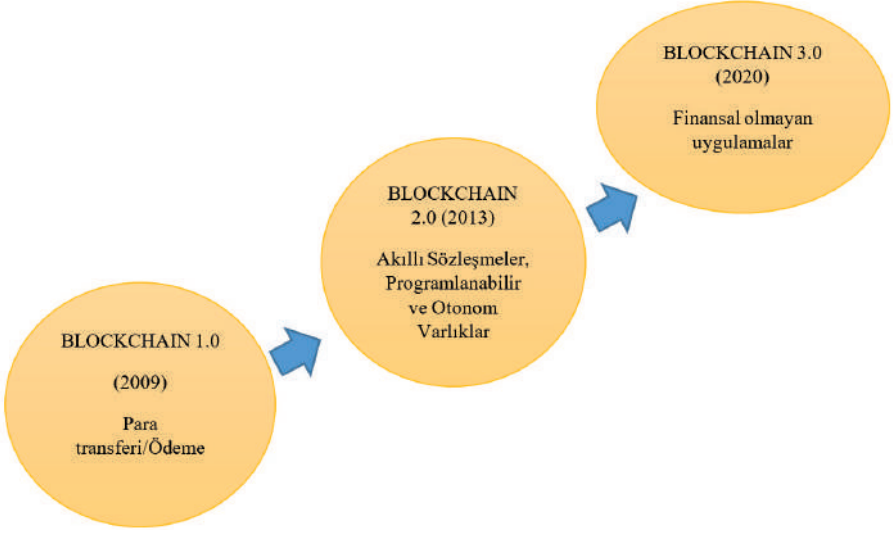 BLOCKCHAIN 1.0
(2009)
Para
transferi/Ödeme
BLOCKCHAIN
2.0 (2013)
Akıllı Sözleşmeler,
Programlanabilir
ve Otonom
Varlıklar
BLOCKCHAIN 3.0
(2020)
Finansal olmayan
uygulamalar